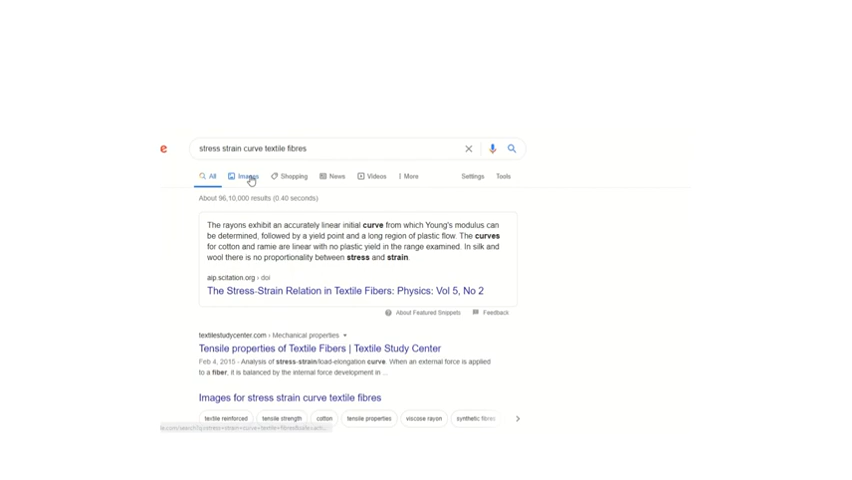 e
stress strain curve textile fibres
All Images Shopping News Videos More Settings Tools
About 96,10,000 results (0.40 seconds)
The rayons exhibit an accurately linear initial curve from which Young's modulus can
be determined, followed by a yield point and a long region of plastic flow. The curves
for cotton and ramie are linear with no plastic yield in the range examined. In silk and
wool there is no proportionality between stress and strain.
aip.scitation.org › doi
The Stress-Strain Relation in Textile Fibers: Physics: Vol 5, No 2
About Featured Snippets Feedback
textilestudycenter.com › Mechanical properties
Tensile properties of Textile Fibers | Textile Study Center
Feb 4, 2015 - Analysis of stress-strain/load-elongation curve. When an external force is applied
to a fiber, it is balanced by the internal force development in ...
Images for stress strain curve textile fibres
textile reinforced tensile strength cotton tensile properties viscose rayon synthetic fibres